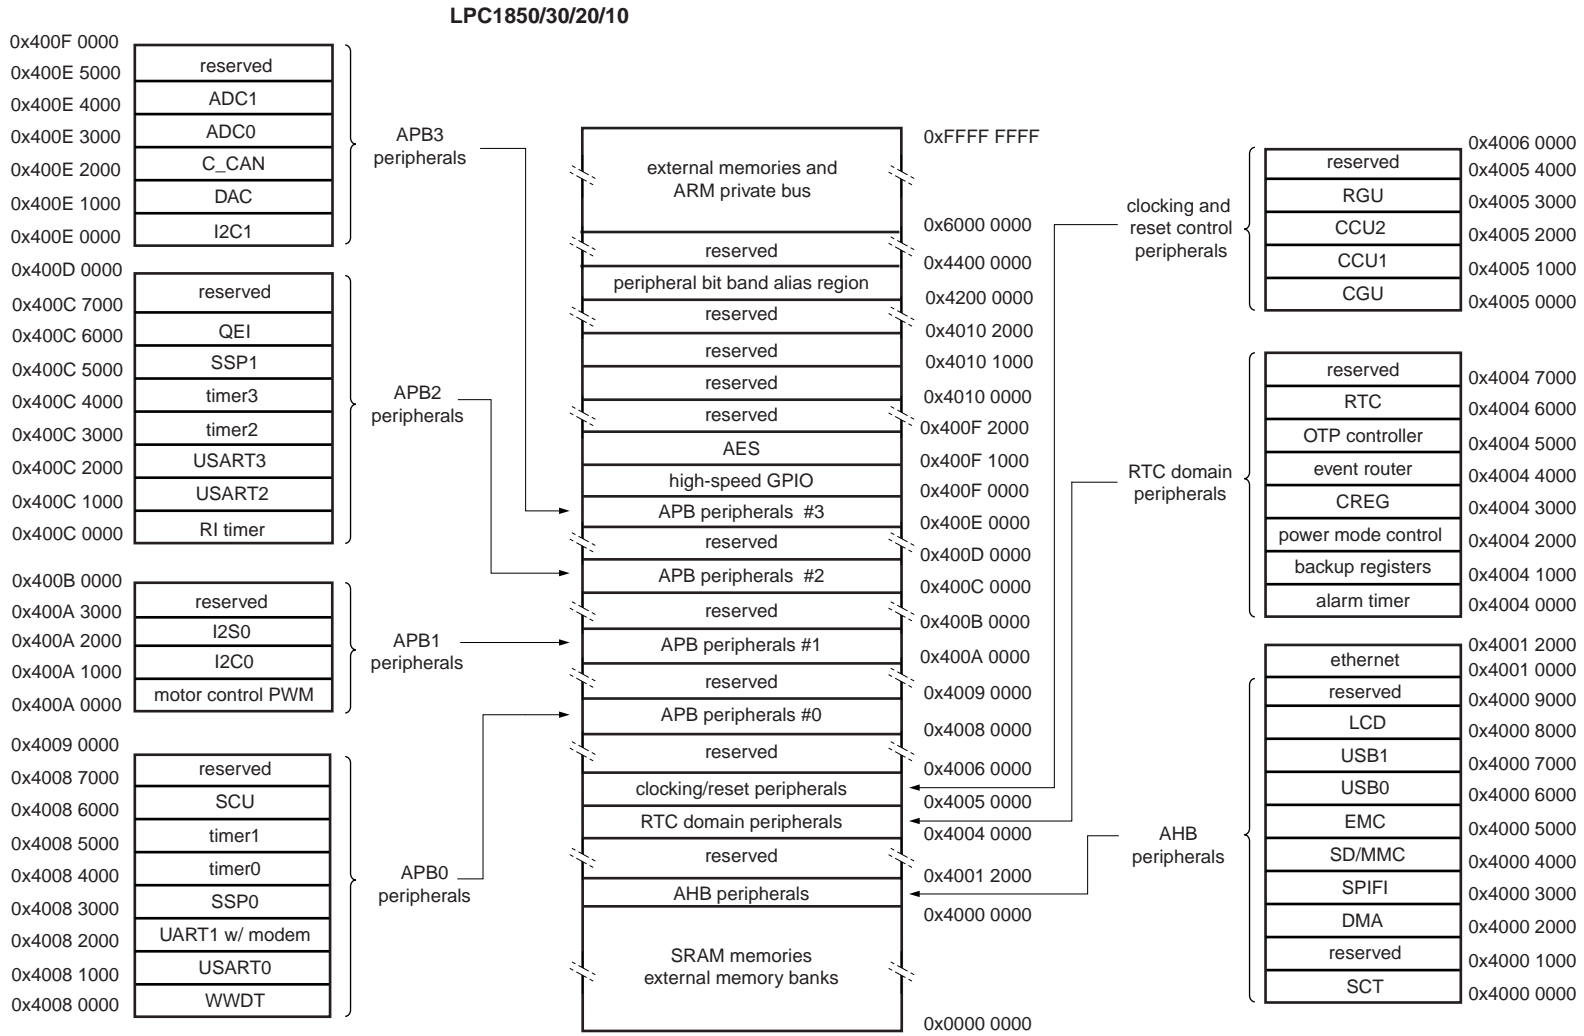 LPC1850/30/20/10
0x400F 0000
reserved
0x400E 5000
ADC1
0x400E 4000
ADC0
0x400E 3000
C_CAN
0x400E 2000
DAC
0x400E 1000
I2C1
0x400E 0000
APB3
peripherals
0x400D 0000
reserved
0x400C 7000
QEI
0x400C 6000
SSP1
0x400C 5000
timer3
0x400C 4000
timer2
0x400C 3000
USART3
0x400C 2000
USART2
0x400C 1000
RI timer
0x400C 0000
APB2
peripherals
0x400B 0000
reserved
0x400A 3000
I2S0
0x400A 2000
I2C0
0x400A 1000
motor control PWM
0x400A 0000
APB1
peripherals
0x4009 0000
reserved
0x4008 7000
SCU
0x4008 6000
timer1
0x4008 5000
timer0
0x4008 4000
SSP0
0x4008 3000
UART1 w/ modem
0x4008 2000
USART0
0x4008 1000
WWDT
0x4008 0000
APB0
peripherals
0xFFFF FFFF
external memories and
ARM private bus
0x6000 0000
reserved
0x4400 0000
peripheral bit band alias region
0x4200 0000
reserved
0x4010 2000
reserved
0x4010 1000
reserved
0x4010 0000
reserved
0x400F 2000
AES
0x400F 1000
high-speed GPIO
0x400F 0000
APB peripherals #3
0x400E 0000
reserved
0x400D 0000
APB peripherals #2
0x400C 0000
reserved
0x400B 0000
APB peripherals #1
0x400A 0000
reserved
0x4009 0000
APB peripherals #0
0x4008 0000
reserved
0x4006 0000
clocking/reset peripherals
0x4005 0000
RTC domain peripherals
0x4004 0000
reserved
0x4001 2000
AHB peripherals
0x4000 0000
SRAM memories
external memory banks
0x0000 0000
clocking and
reset control
peripherals
0x4006 0000
reserved
0x4005 4000
RGU
0x4005 3000
CCU2
0x4005 2000
CCU1
0x4005 1000
CGU
0x4005 0000
RTC domain
peripherals
reserved
0x4004 7000
RTC
0x4004 6000
OTP controller
0x4004 5000
event router
0x4004 4000
CREG
0x4004 3000
power mode control
0x4004 2000
backup registers
0x4004 1000
alarm timer
0x4004 0000
AHB
peripherals
0x4001 2000
ethernet
0x4001 0000
reserved
0x4000 9000
LCD
0x4000 8000
USB1
0x4000 7000
USB0
0x4000 6000
EMC
0x4000 5000
SD/MMC
0x4000 4000
SPIFI
0x4000 3000
DMA
0x4000 2000
reserved
0x4000 1000
SCT
0x4000 0000